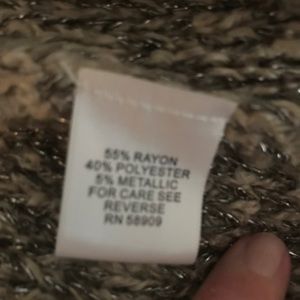 55% RAYON
40% POLYESTER
5% METALLIC
FOR CARE SEE
REVERSE
RN 58909